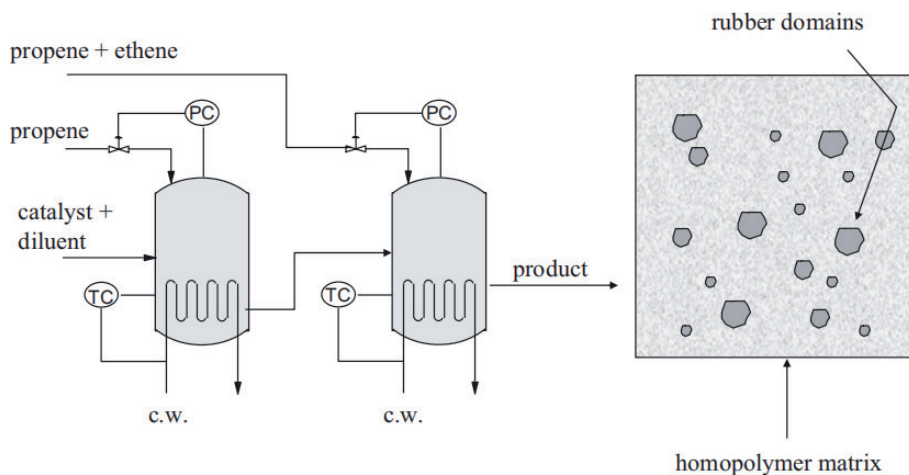 rubber domains
propene + ethene
PC
PC
propene
catalyst +
diluent
product
TC
TC
c.w.
c.w.
homopolymer matrix